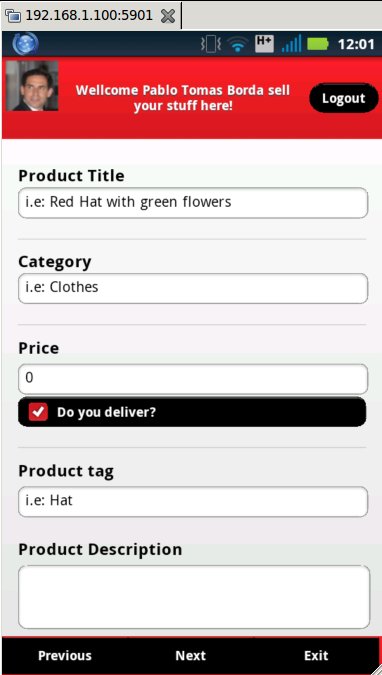 192.168.1.100:5901
H+ 12:01
Wellcome Pablo Tomas Borda sell
your stuff here!
Logout
Product Title
i.e: Red Hat with green flowers
Category
i.e: Clothes
Price
0
Do you deliver?
Product tag
i.e: Hat
Product Description
Previous Next Exit